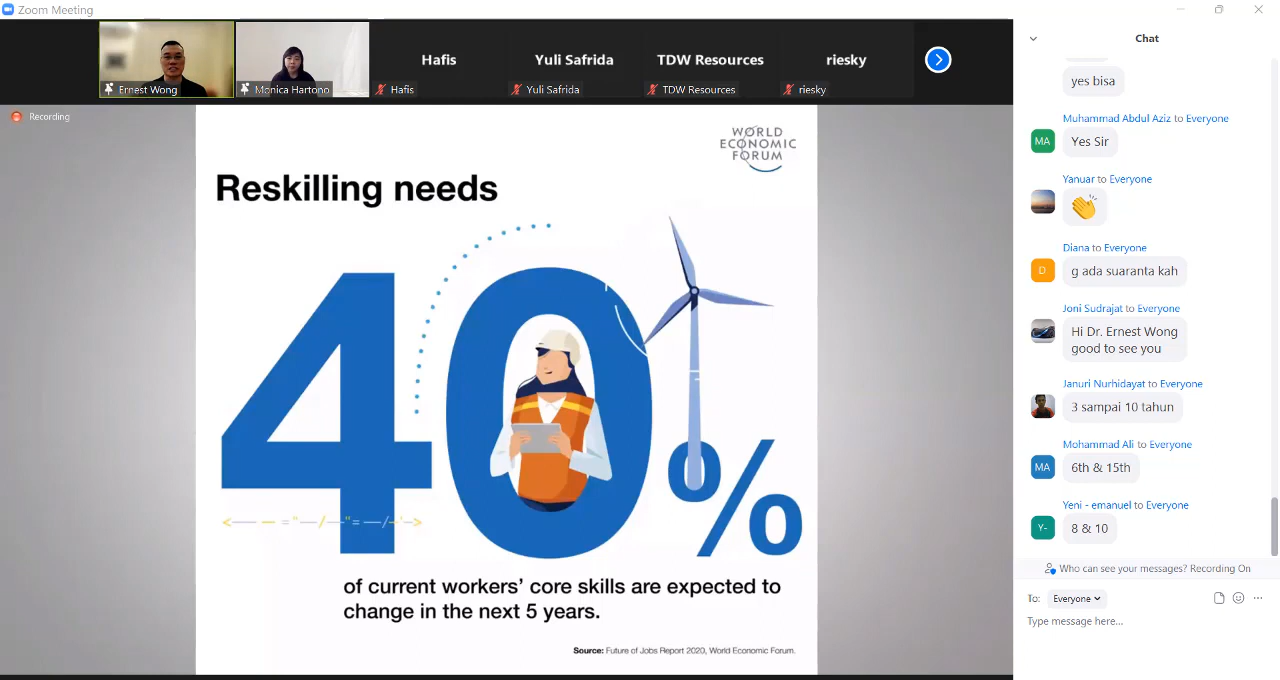 Zoom Meeting
Ernest Wong
Monica Hartono
Hafis
Hafis
Yuli Safrida
Yuli Safrida
TDW Resources
TDW Resources
riesky
riesky
Recording
WORLD
ECONOMIC
FORUM
Reskilling needs
40%
of current workers’ core skills are expected to
change in the next 5 years.
Source: Future of Jobs Report 2020, World Economic Forum.
Chat
yes bisa
Muhammad Abdul Aziz to Everyone
MA
Yes Sir
Yanuar to Everyone
👏
Diana to Everyone
D
g ada suaranta kah
Joni Sudrajat to Everyone
Hi Dr. Ernest Wong
good to see you
Januri Nurhidayat to Everyone
3 sampai 10 tahun
Mohammad Ali to Everyone
MA
6th & 15th
Yeni - emanuel to Everyone
Y-
8 & 10
Who can see your messages? Recording On
To: Everyone
Type message here...